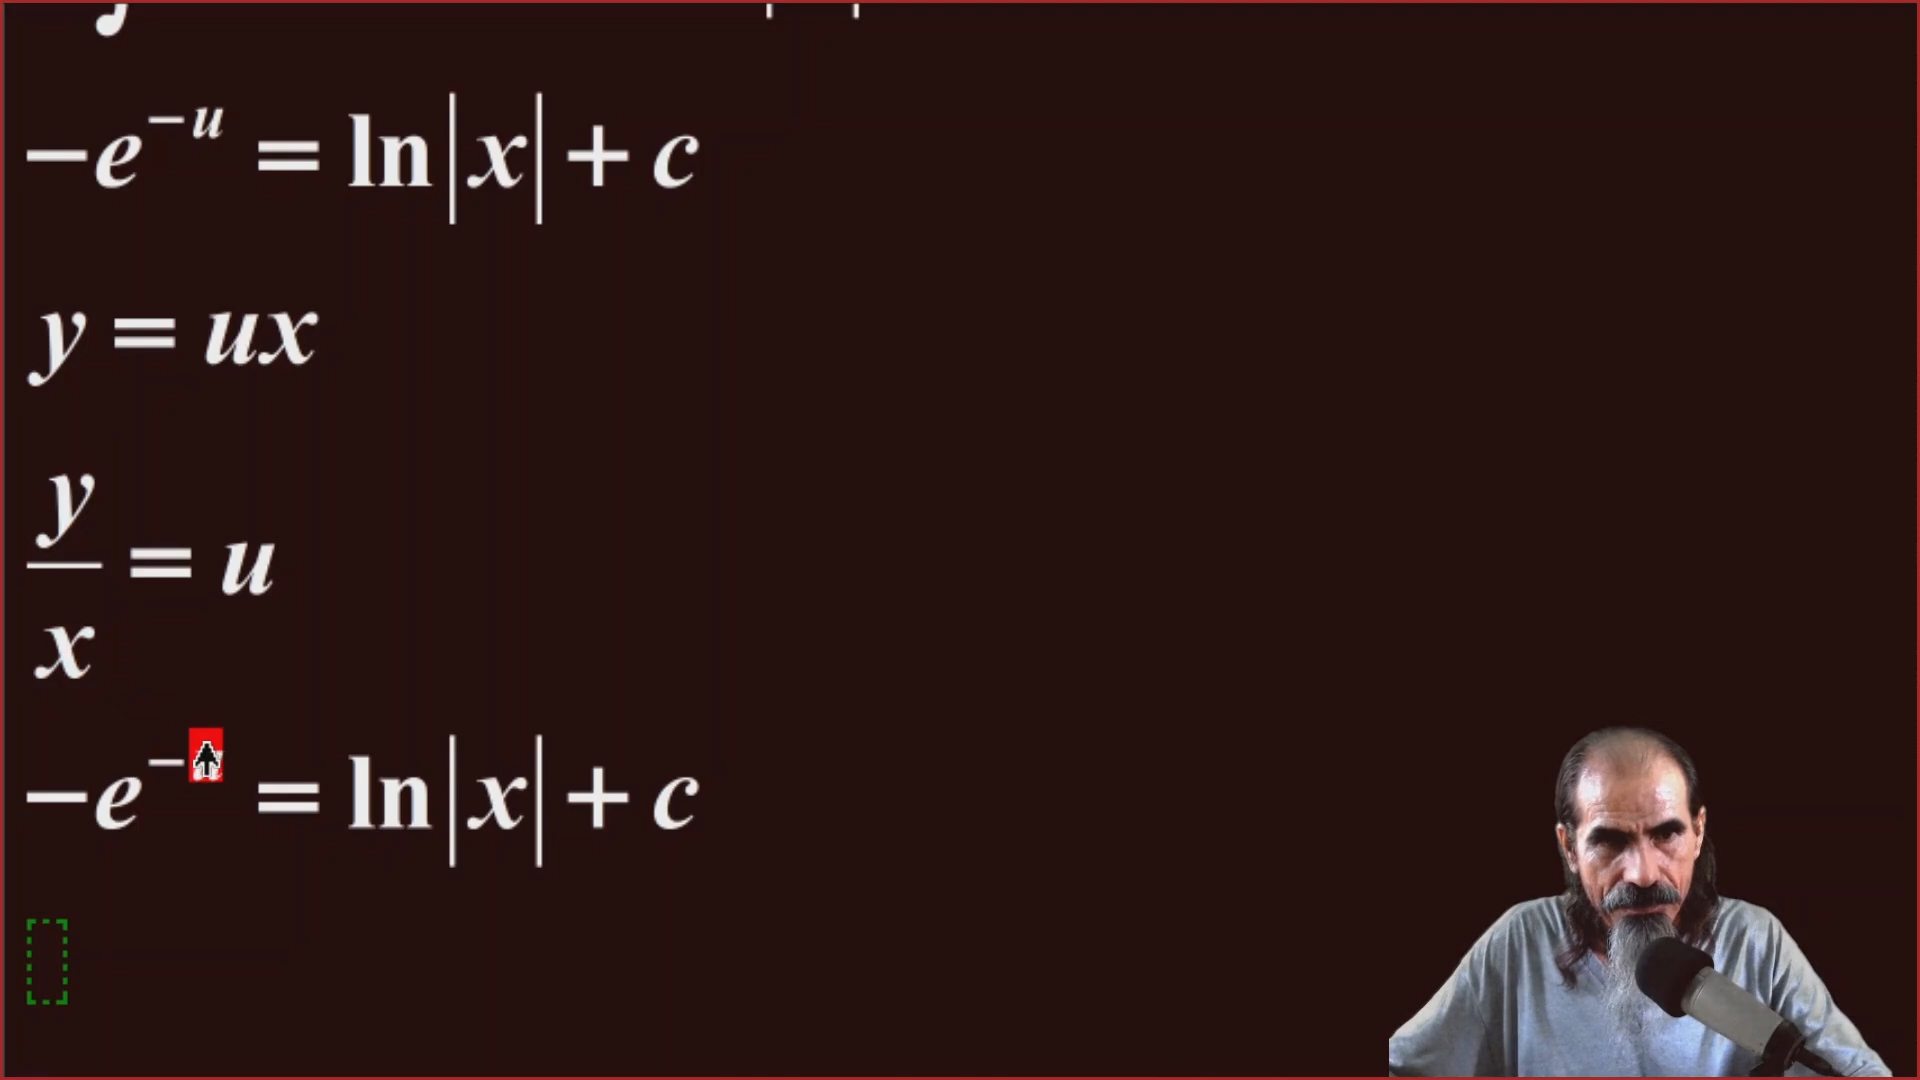 −e^{−u} = ln|x| + c
y = ux
y/x = u
−e^− = ln|x| + c